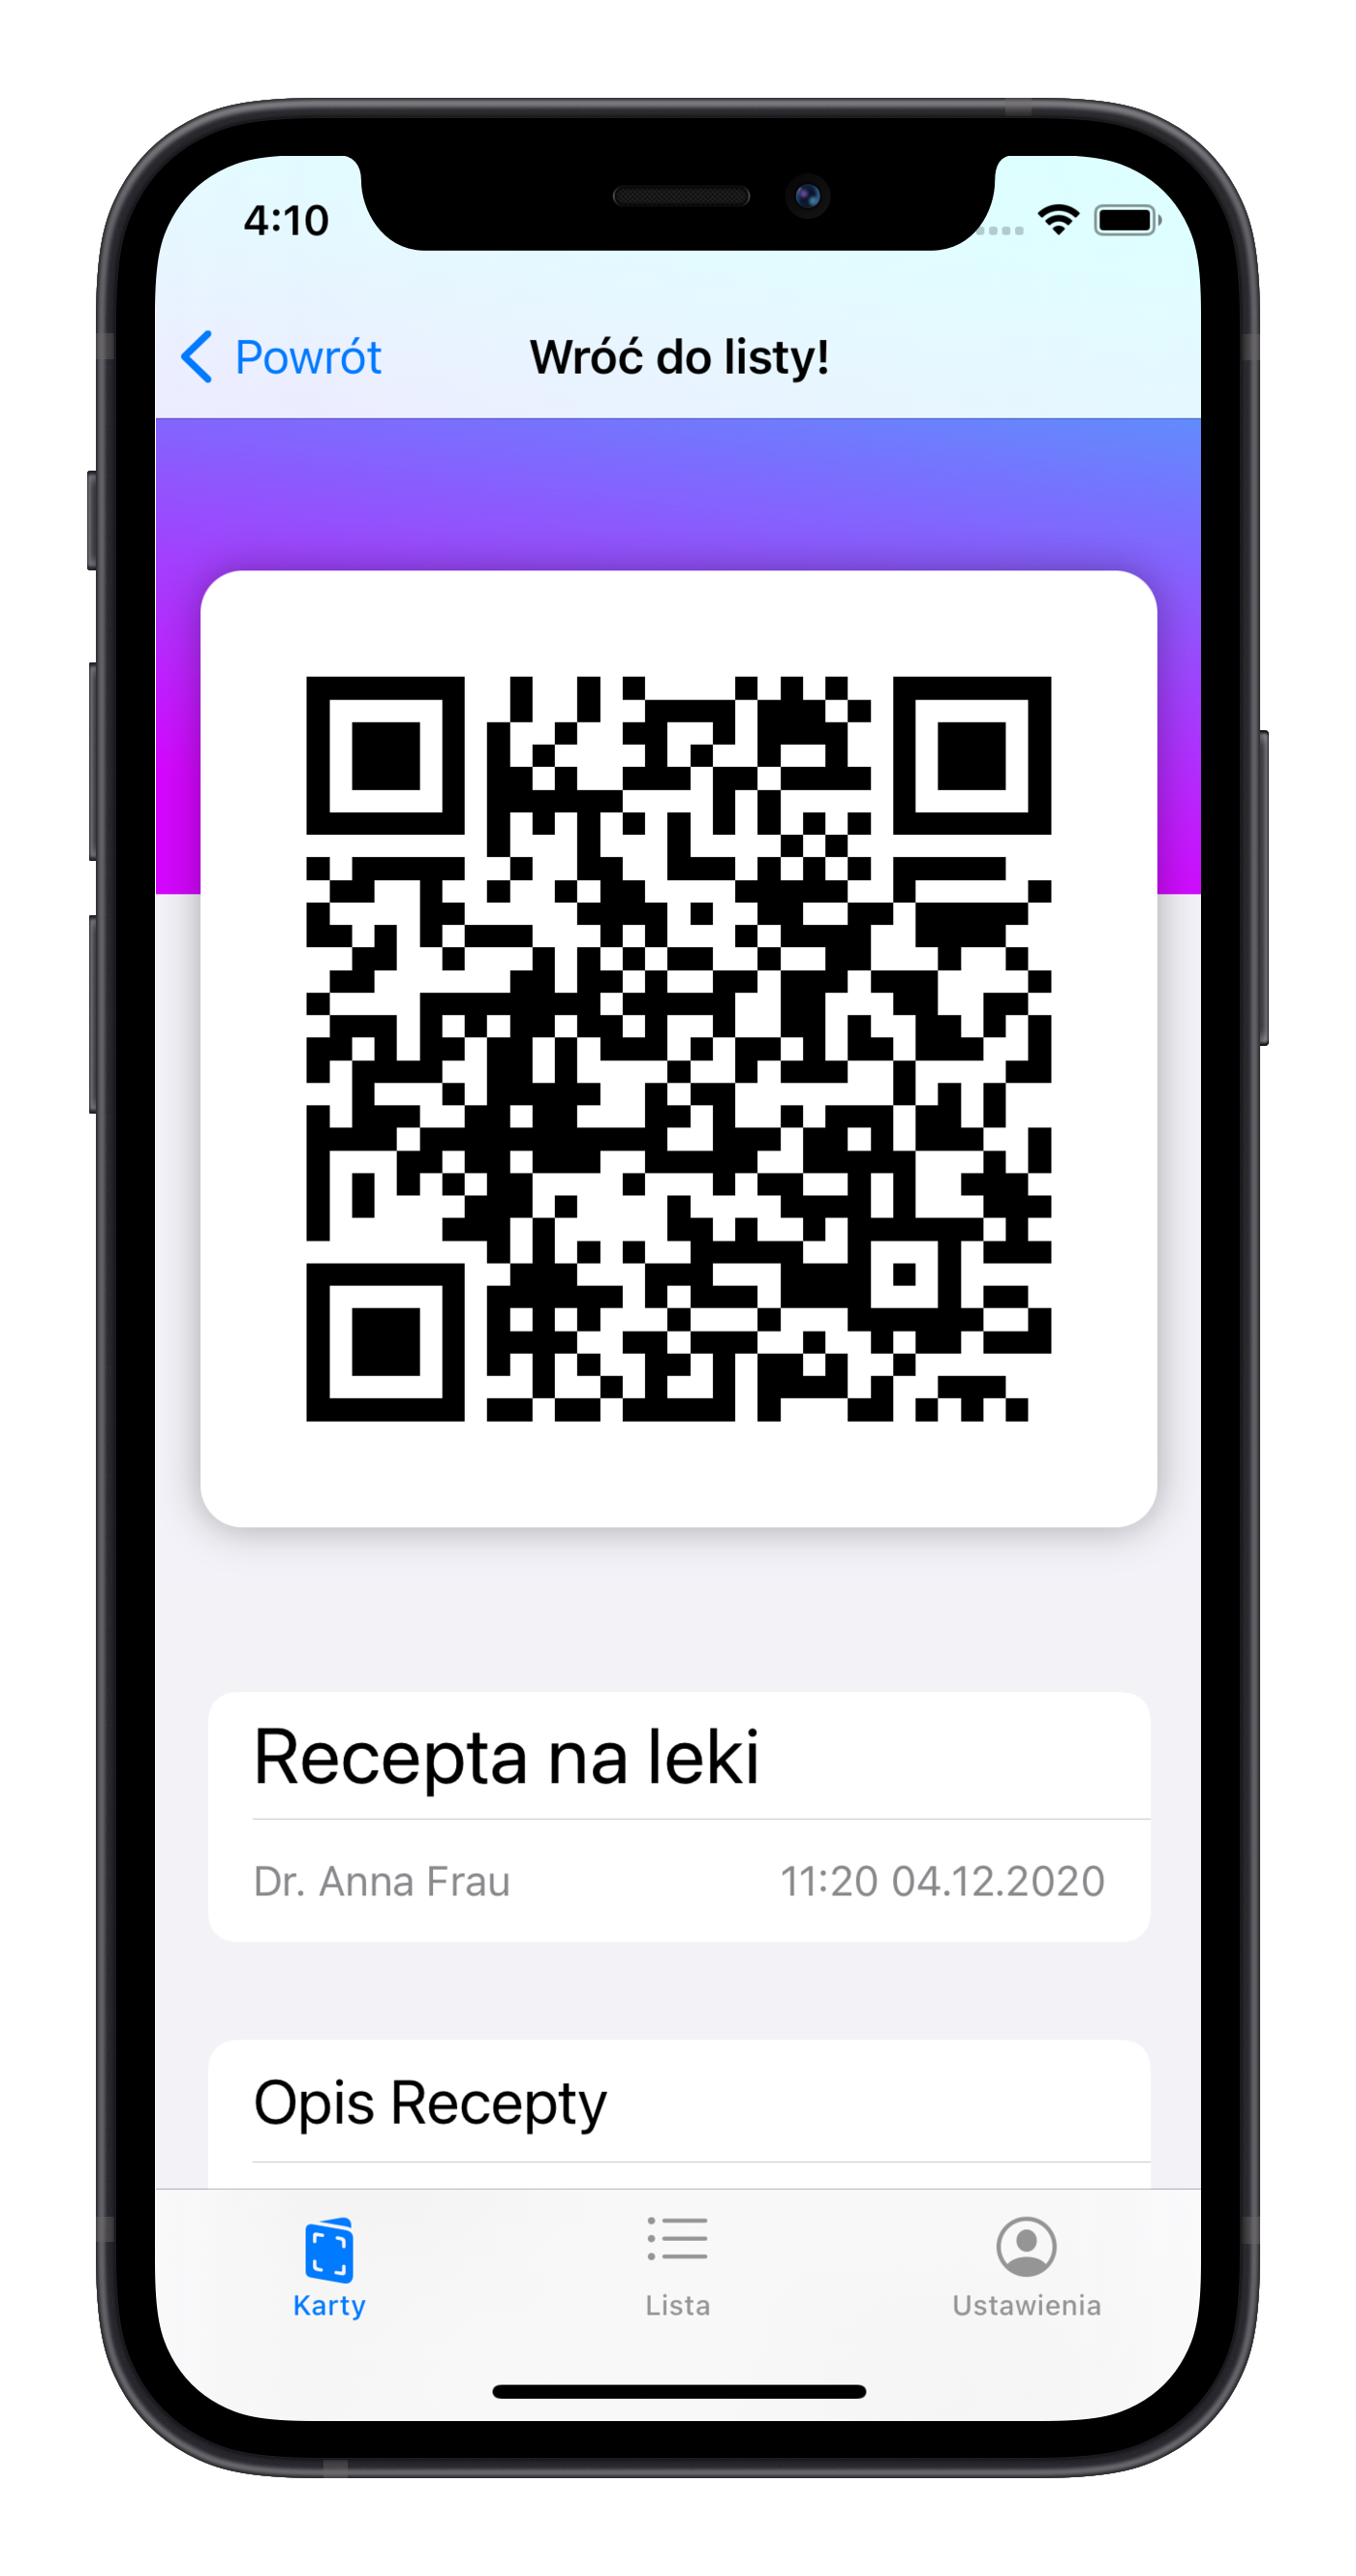 4:10
Powrót
Wróć do listy!
Recepta na leki
Dr. Anna Frau 11:20 04.12.2020
Opis Recepty
Karty Lista Ustawienia